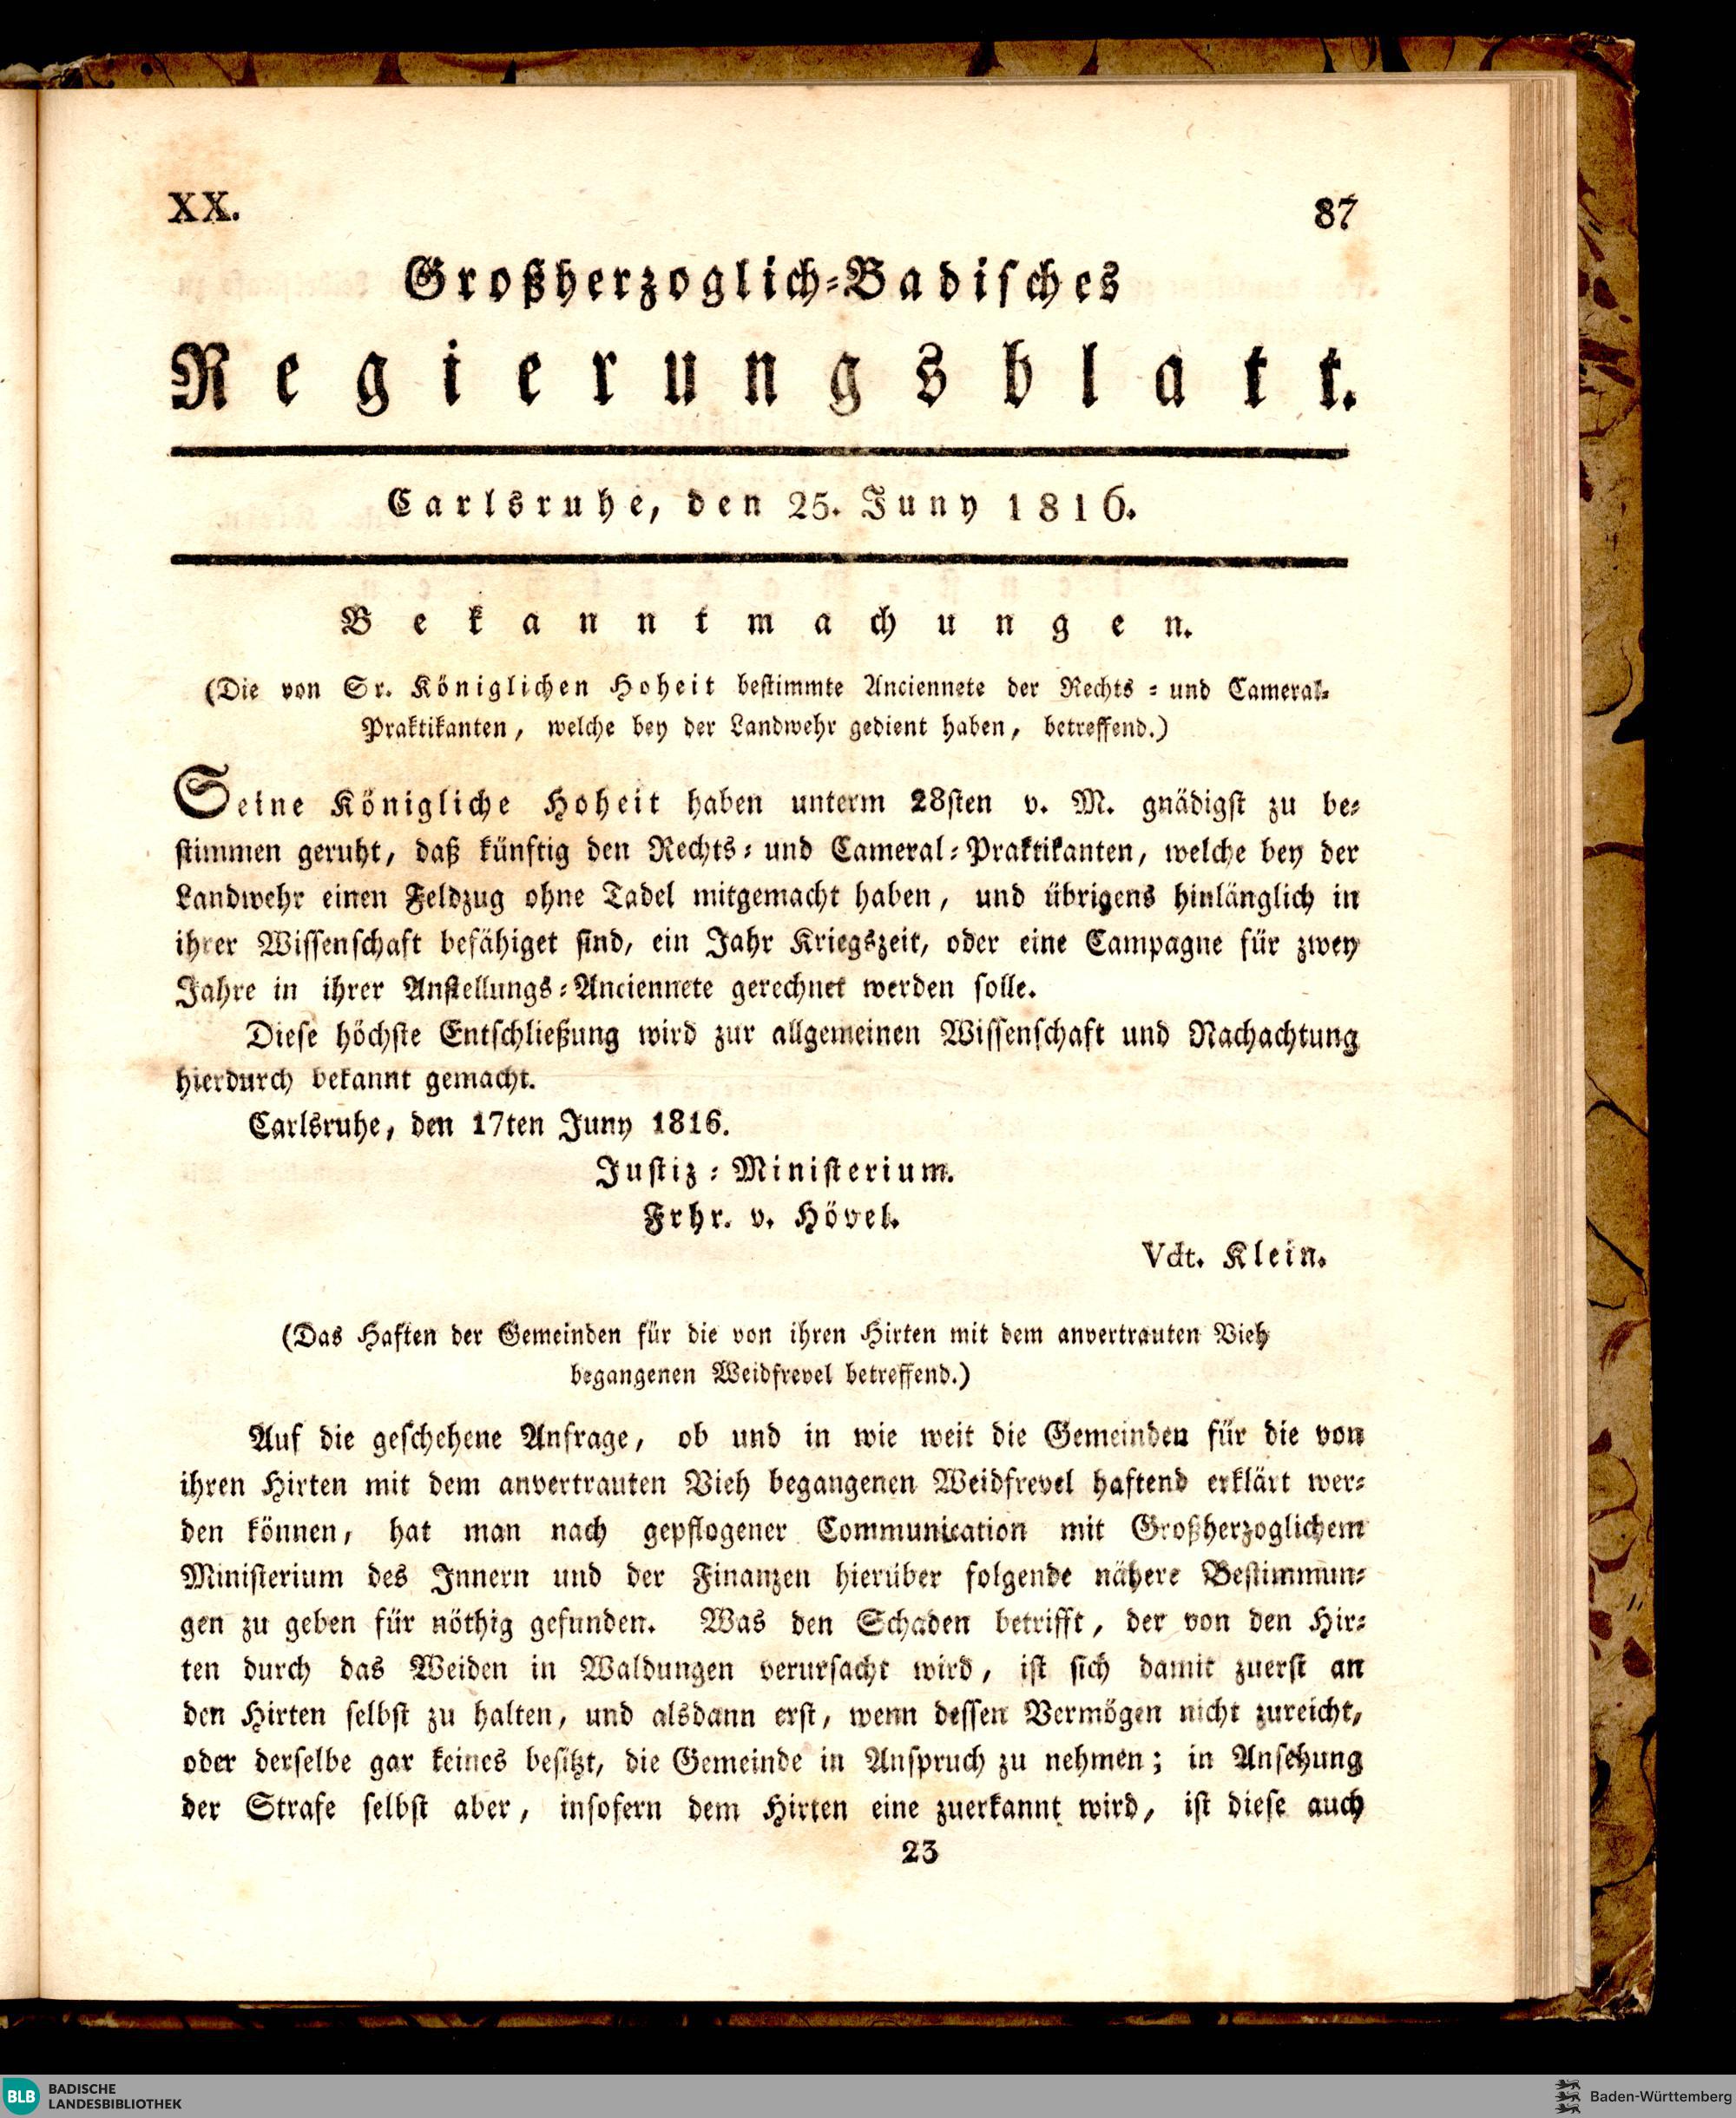 XX.
87
Großherzoglich-Badisches
Regierungsblatt.
Carlsruhe, den 25. Juny 1816.
Bekanntmachungen.
(Die von Sr. Königlichen Hoheit bestimmte Anciennete der Rechts- und Cameral-
Praktikanten, welche bey der Landwehr gedient haben, betreffend.)
Seine Königliche Hoheit haben unterm 28sten v. M. gnädigst zu be-
stimmen geruht, daß künftig den Rechts- und Cameral-Praktikanten, welche bey der
Landwehr einen Feldzug ohne Tadel mitgemacht haben, und übrigens hinlänglich in
ihrer Wissenschaft befähiget sind, ein Jahr Kriegszeit, oder eine Campagne für zwey
Jahre in ihrer Anstellungs-Anciennete gerechnet werden solle.
Diese höchste Entschließung wird zur allgemeinen Wissenschaft und Nachachtung
hierdurch bekannt gemacht.
Carlsruhe, den 17ten Juny 1816.
Justiz-Ministerium.
Frhr. v. Hövel.
Vdt. Klein.
(Das Haften der Gemeinden für die von ihren Hirten mit dem anvertrauten Vieh
begangenen Weidfrevel betreffend.)
Auf die geschehene Anfrage, ob und in wie weit die Gemeinden für die von
ihren Hirten mit dem anvertrauten Vieh begangenen Weidfrevel haftend erklärt wer-
den können, hat man nach gepflogener Communication mit Großherzoglichem
Ministerium des Innern und der Finanzen hierüber folgende nähere Bestimmun-
gen zu geben für nöthig gefunden. Was den Schaden betrifft, der von den Hir-
ten durch das Weiden in Waldungen verursacht wird, ist sich damit zuerst an
den Hirten selbst zu halten, und alsdann erst, wenn dessen Vermögen nicht zureicht,
oder derselbe gar keines besitzt, die Gemeinde in Anspruch zu nehmen; in Ansehung
der Strafe selbst aber, insofern dem Hirten eine zuerkannt wird, ist diese auch
23
BLB BADISCHE
LANDESBIBLIOTHEK
Baden-Württemberg